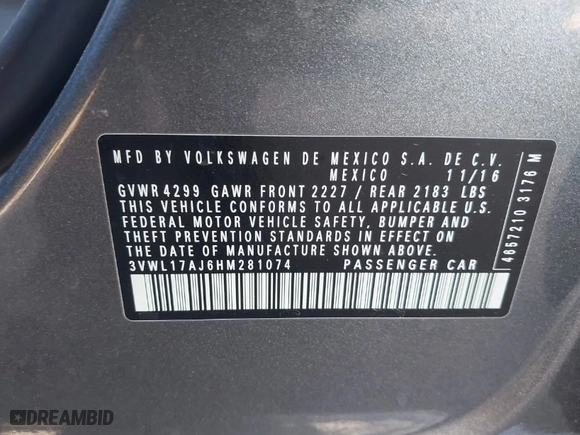 MFD BY VOLKSWAGEN DE MEXICO S.A. DE C.V.
MEXICO 11/16
GVWR 4299 GAWR FRONT 2227 / REAR 2183 LBS
THIS VEHICLE CONFORMS TO ALL APPLICABLE U.S.
FEDERAL MOTOR VEHICLE SAFETY, BUMPER AND
THEFT PREVENTION STANDARDS IN EFFECT ON
THE DATE OF MANUFACTURE SHOWN ABOVE.
3VWL17AJ6HM281074 PASSENGER CAR
4657210 3176 M
DREAMBID